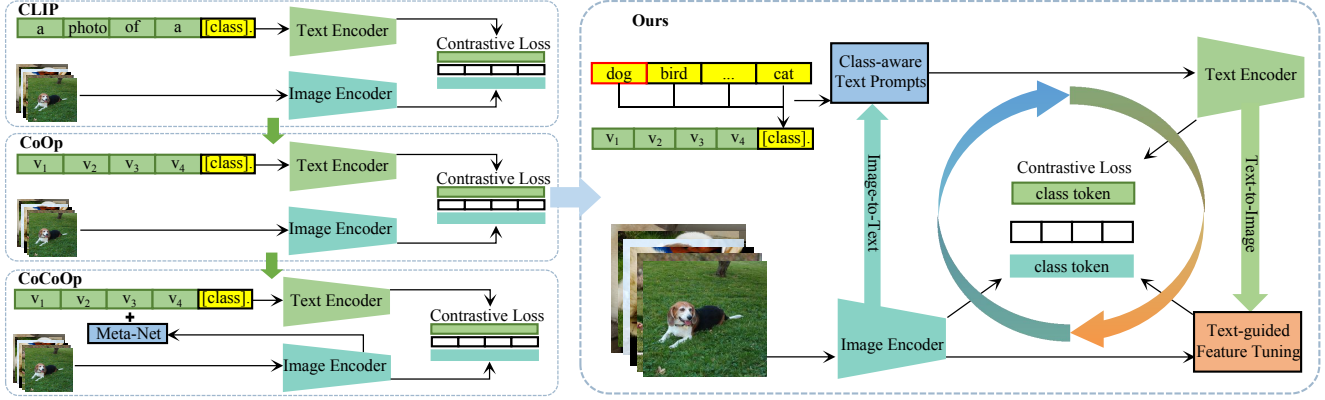 CLIP
a photo of a [class].
Text Encoder
Contrastive Loss
Image Encoder
CoOp
v1 v2 v3 v4 [class].
Text Encoder
Contrastive Loss
Image Encoder
CoCoOp
v1 v2 v3 v4 [class].
+
Meta-Net
Text Encoder
Contrastive Loss
Image Encoder
Ours
dog bird ... cat
v1 v2 v3 v4 [class].
Class-aware
Text Prompts
Text Encoder
Image-to-Text
Text-to-Image
Contrastive Loss
class token
class token
Image Encoder
Text-guided
Feature Tuning